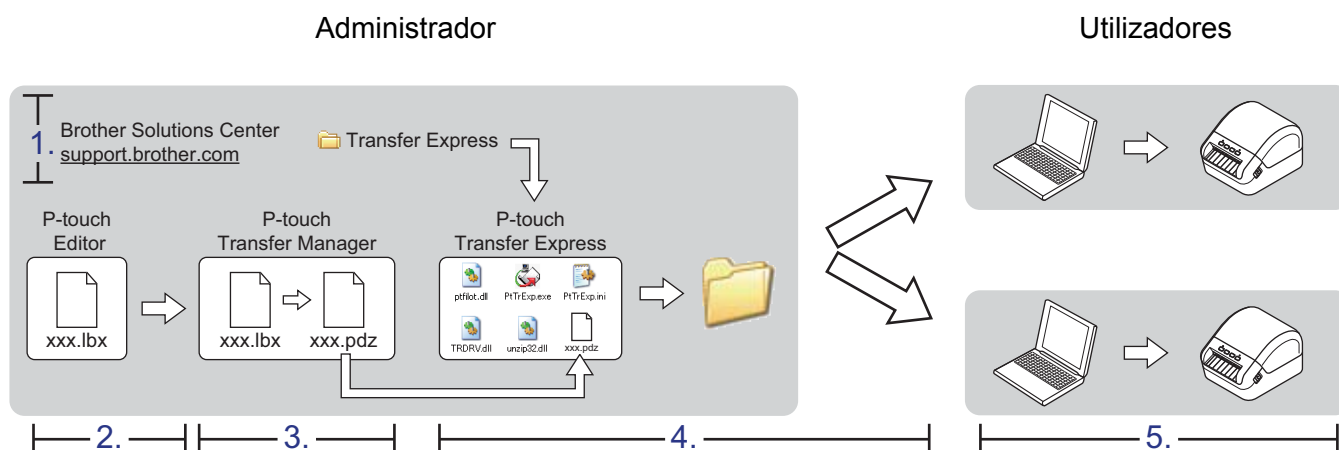 Administrador
Utilizadores
1.
Brother Solutions Center
support.brother.com
Transfer Express
P-touch
Editor
xxx.lbx
P-touch
Transfer Manager
xxx.lbx
xxx.pdz
P-touch
Transfer Express
ptfilot.dll
PtTrExp.exe
PtTrExp.ini
TRDRV.dll
unzip32.dll
xxx.pdz
2.
3.
4.
5.